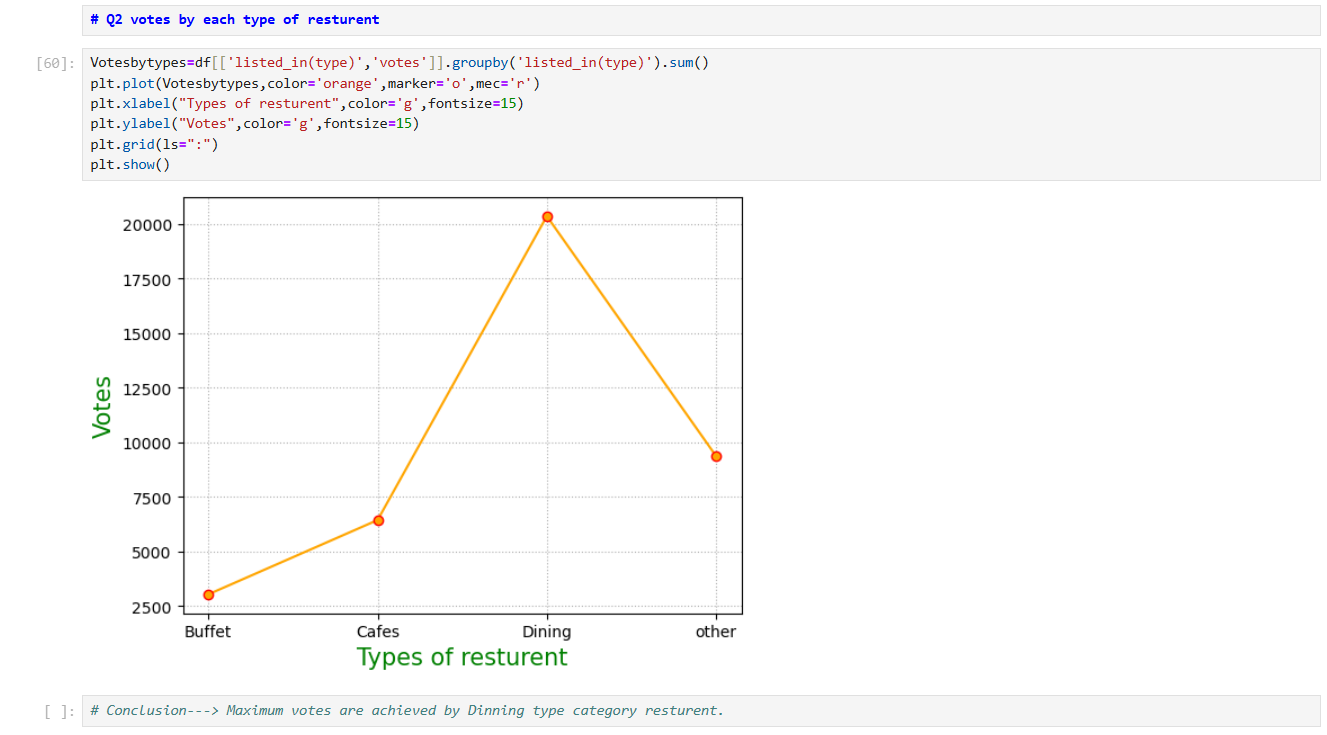 # Q2 votes by each type of resturent
[60]:
Votesbytypes=df[['listed_in(type)','votes']].groupby('listed_in(type)').sum()
plt.plot(Votesbytypes,color='orange',marker='o',mec='r')
plt.xlabel("Types of resturent",color='g',fontsize=15)
plt.ylabel("Votes",color='g',fontsize=15)
plt.grid(ls=":")
plt.show()
20000
17500
15000
12500
10000
7500
5000
2500
Votes
Buffet Cafes Dining other
Types of resturent
[ ]:
# Conclusion---> Maximum votes are achieved by Dinning type category resturent.